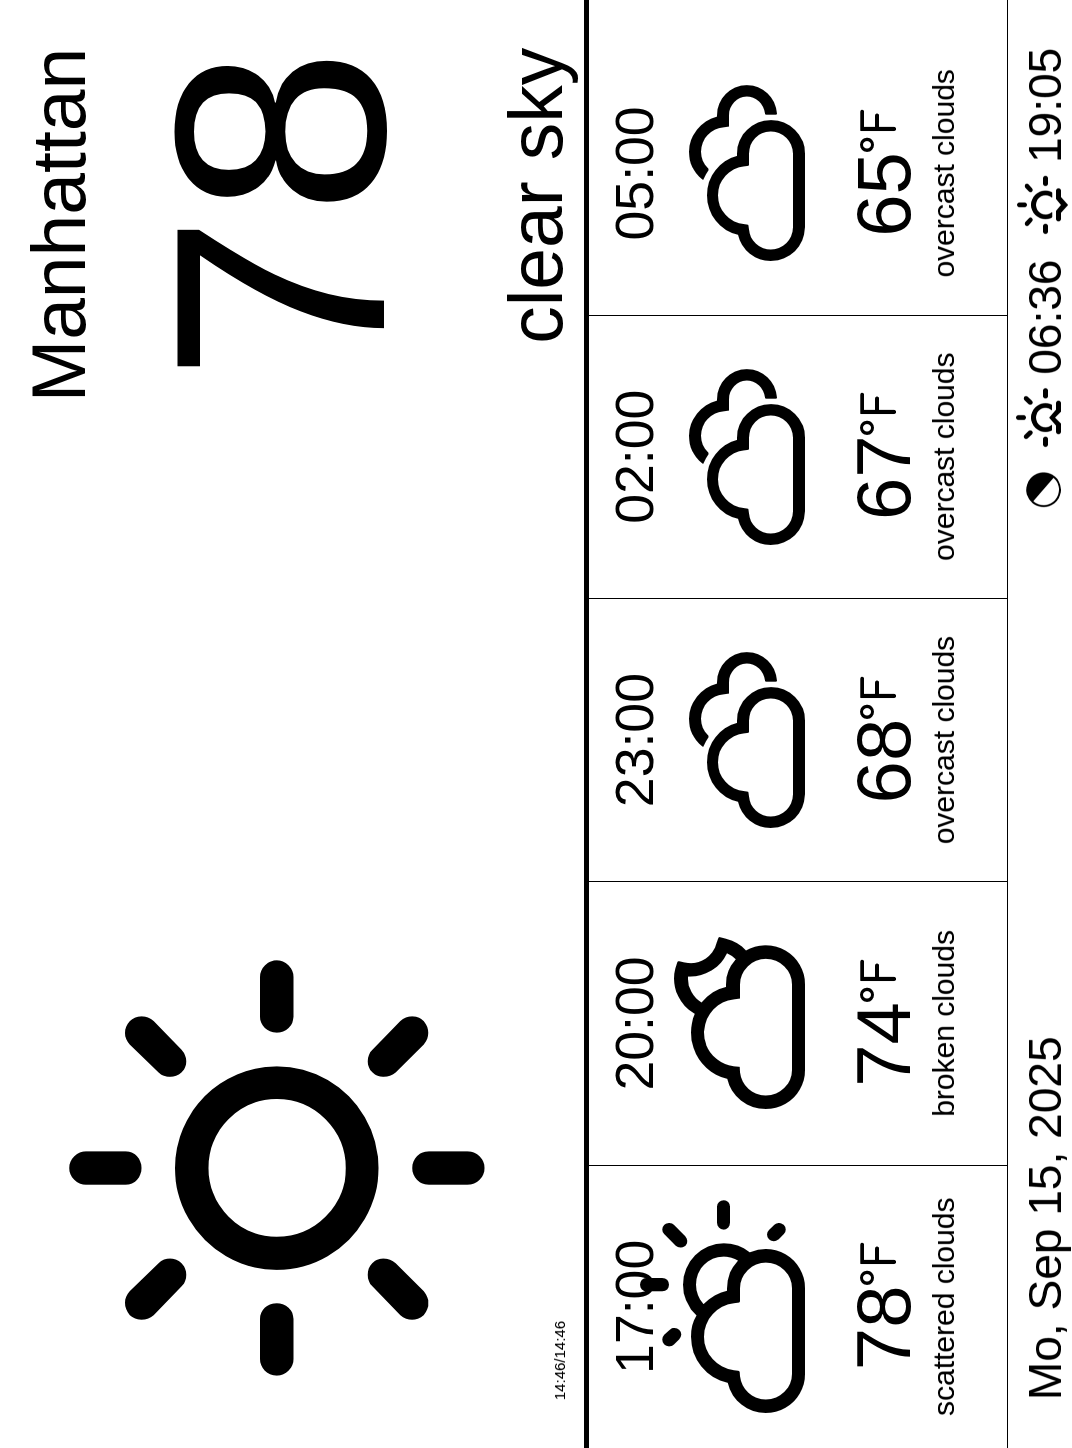 Manhattan
78
clear sky
14:46/14:46
17:00
78°F
scattered clouds
20:00
74°F
broken clouds
23:00
68°F
overcast clouds
02:00
67°F
overcast clouds
05:00
65°F
overcast clouds
Mo, Sep 15, 2025
06:36
19:05